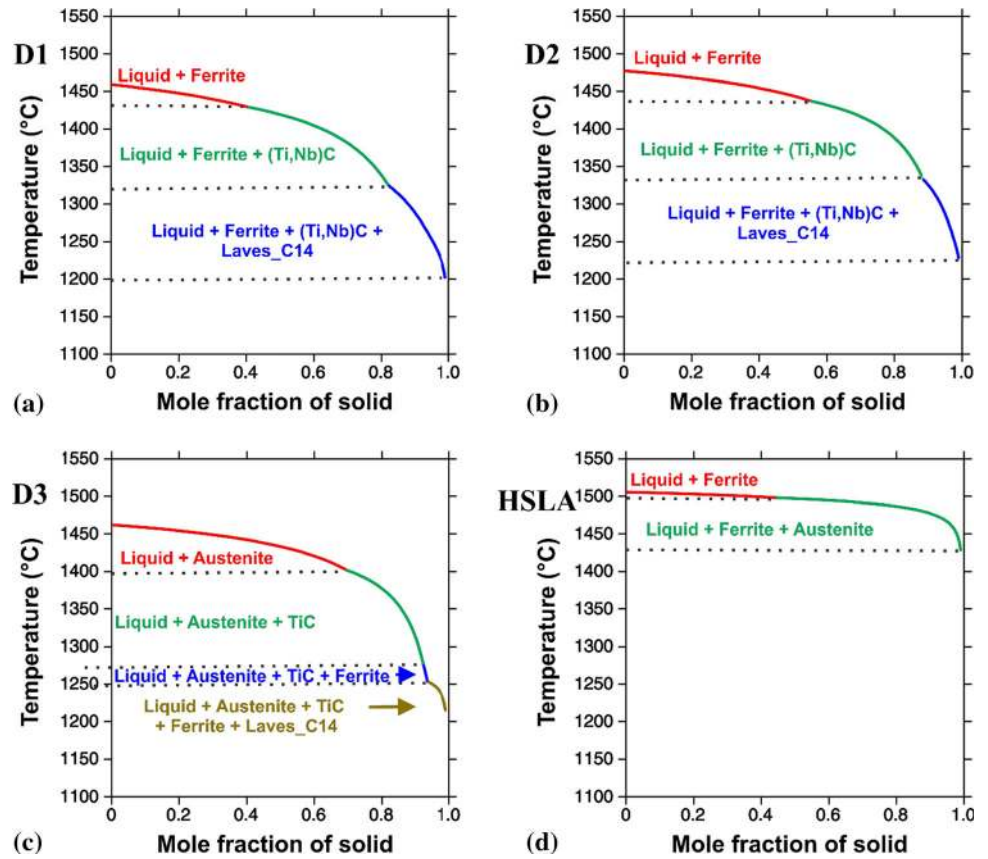 D1
Temperature (°C)
1550
1500
1450
1400
1350
1300
1250
1200
1150
1100
Liquid + Ferrite
Liquid + Ferrite + (Ti,Nb)C
Liquid + Ferrite + (Ti,Nb)C +
Laves_C14
0 0.2 0.4 0.6 0.8 1.0
Mole fraction of solid
(a)
D2
Temperature (°C)
1550
1500
1450
1400
1350
1300
1250
1200
1150
1100
Liquid + Ferrite
Liquid + Ferrite + (Ti,Nb)C
Liquid + Ferrite + (Ti,Nb)C +
Laves_C14
0 0.2 0.4 0.6 0.8 1.0
Mole fraction of solid
(b)
D3
Temperature (°C)
1550
1500
1450
1400
1350
1300
1250
1200
1150
1100
Liquid + Austenite
Liquid + Austenite + TiC
Liquid + Austenite + TiC + Ferrite
Liquid + Austenite + TiC
+ Ferrite + Laves_C14
0 0.2 0.4 0.6 0.8 1.0
Mole fraction of solid
(c)
HSLA
Temperature (°C)
1550
1500
1450
1400
1350
1300
1250
1200
1150
1100
Liquid + Ferrite
Liquid + Ferrite + Austenite
0 0.2 0.4 0.6 0.8 1.0
Mole fraction of solid
(d)